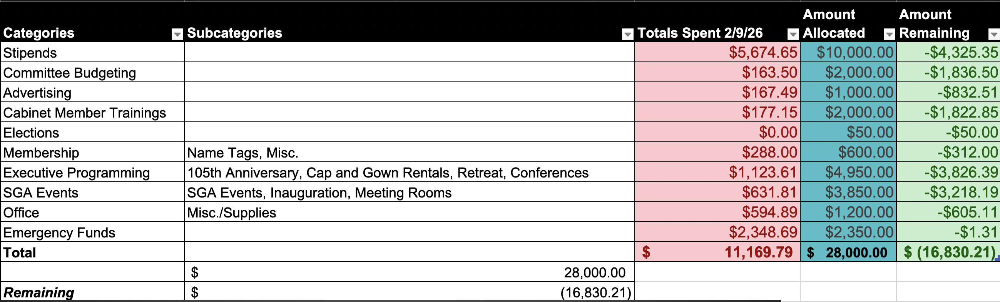 Categories Subcategories Totals Spent 2/9/26 Amount Allocated Amount Remaining
Stipends $5,674.65 $10,000.00 -$4,325.35
Committee Budgeting $163.50 $2,000.00 -$1,836.50
Advertising $167.49 $1,000.00 -$832.51
Cabinet Member Trainings $177.15 $2,000.00 -$1,822.85
Elections $0.00 $50.00 -$50.00
Membership Name Tags, Misc. $288.00 $600.00 -$312.00
Executive Programming 105th Anniversary, Cap and Gown Rentals, Retreat, Conferences $1,123.61 $4,950.00 -$3,826.39
SGA Events SGA Events, Inauguration, Meeting Rooms $631.81 $3,850.00 -$3,218.19
Office Misc./Supplies $594.89 $1,200.00 -$605.11
Emergency Funds $2,348.69 $2,350.00 -$1.31
Total $ 11,169.79 $ 28,000.00 $ (16,830.21)
$ 28,000.00
Remaining $ (16,830.21)